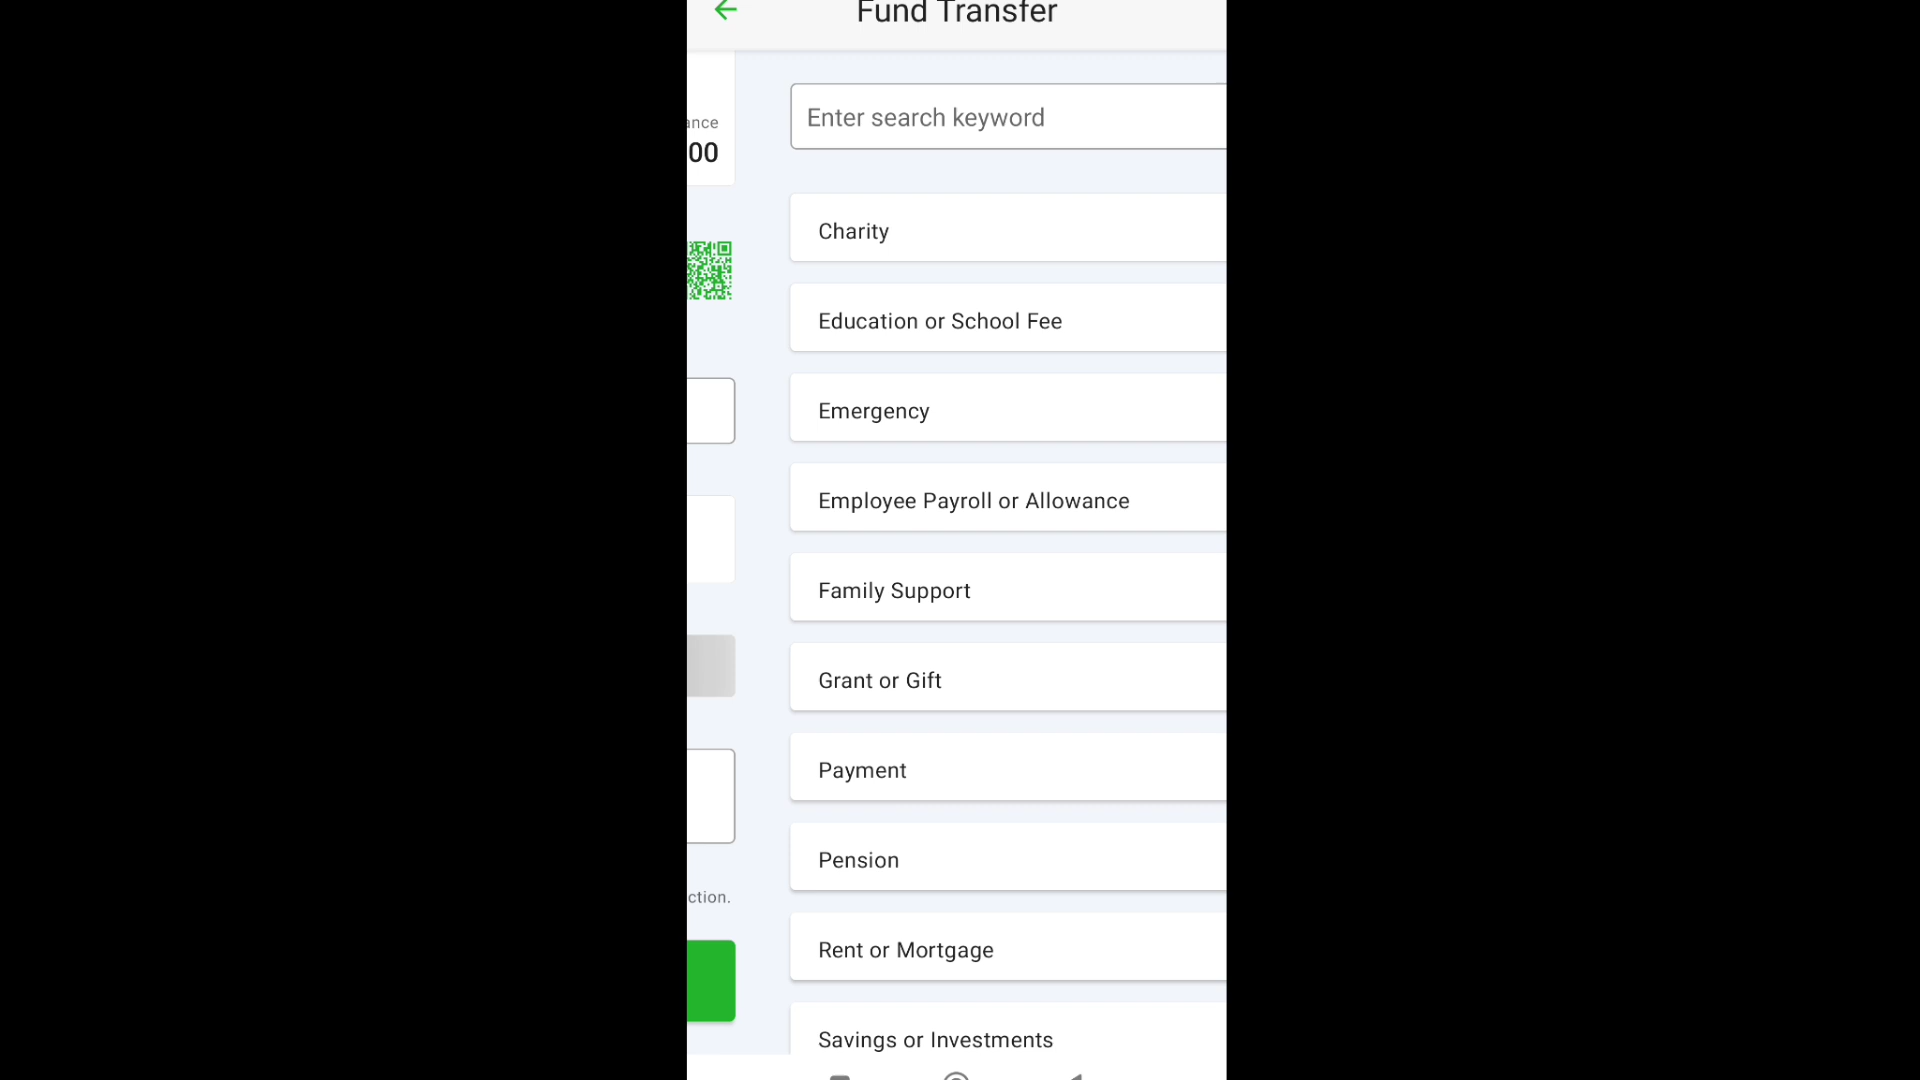 Fund Transfer
Enter search keyword
00
Charity
Education or School Fee
Emergency
Employee Payroll or Allowance
Family Support
Grant or Gift
Payment
Pension
ction.
Rent or Mortgage
Savings or Investments